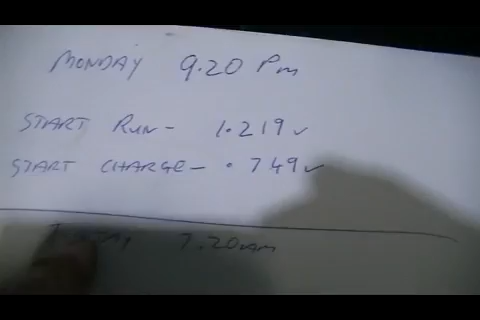 MONDAY 9.20 Pm
START RUN- 1.219v
START CHARGE- .749v
7.20am